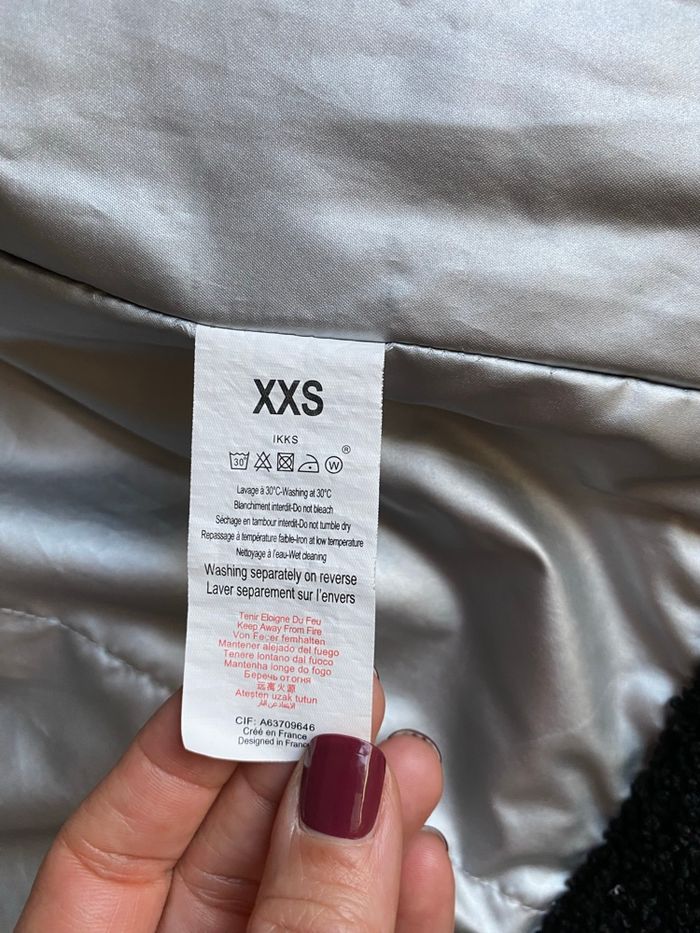 XXS
IKKS
®
30° W
Lavage à 30°C-Washing at 30°C
Blanchiment interdit-Do not bleach
Séchage en tambour interdit-Do not tumble dry
Repassage à température faible-Iron at low temperature
Nettoyage à l'eau-Wet cleaning
Washing separately on reverse
Laver separement sur l'envers
Tenir Eloigne Du Feu
Keep Away From Fire
Von Feuer fernhalten
Mantener alejado del fuego
Tenere lontano dal fuoco
Mantenha longe do fogo
Беречь от огня
远离火源
Atesten uzak tutun
الابتعاد عن النار
CIF: A63709646
Créé en France
Designed in Franc